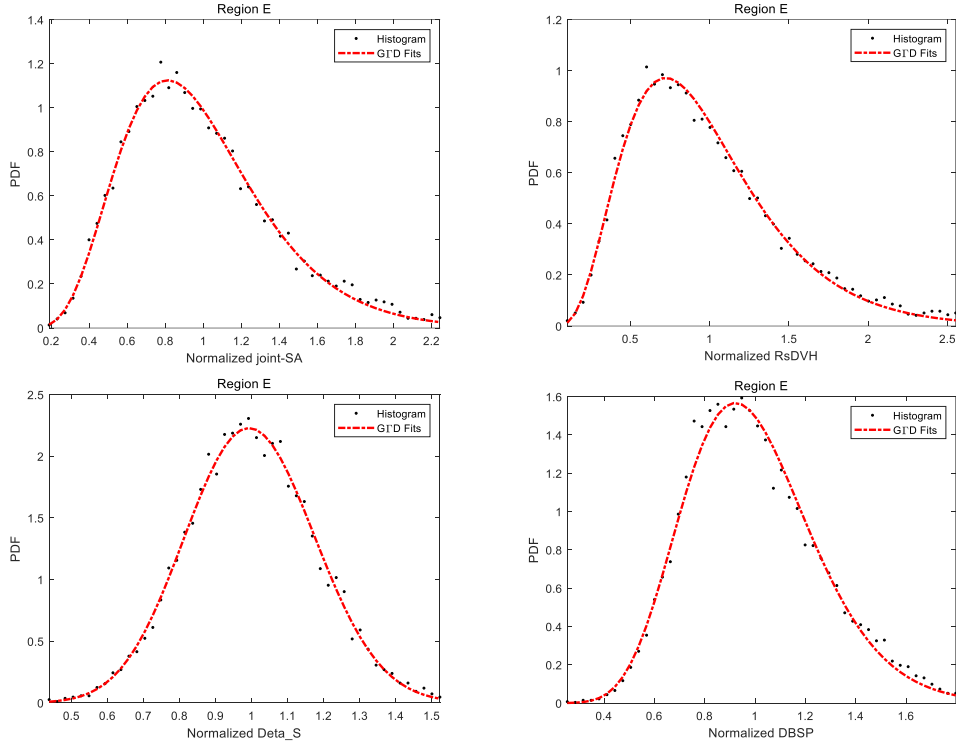 Region E
1.4
1.2
1
0.8
0.6
0.4
0.2
0
PDF
Histogram
GΓD Fits
0.2 0.4 0.6 0.8 1 1.2 1.4 1.6 1.8 2 2.2
Normalized joint-SA
Region E
1.2
1
0.8
0.6
0.4
0.2
0
PDF
Histogram
GΓD Fits
0.5 1 1.5 2 2.5
Normalized RsDVH
Region E
2.5
2
1.5
1
0.5
0
PDF
Histogram
GΓD Fits
0.5 0.6 0.7 0.8 0.9 1 1.1 1.2 1.3 1.4 1.5
Normalized Deta_S
Region E
1.6
1.4
1.2
1
0.8
0.6
0.4
0.2
0
PDF
Histogram
GΓD Fits
0.4 0.6 0.8 1 1.2 1.4 1.6
Normalized DBSP